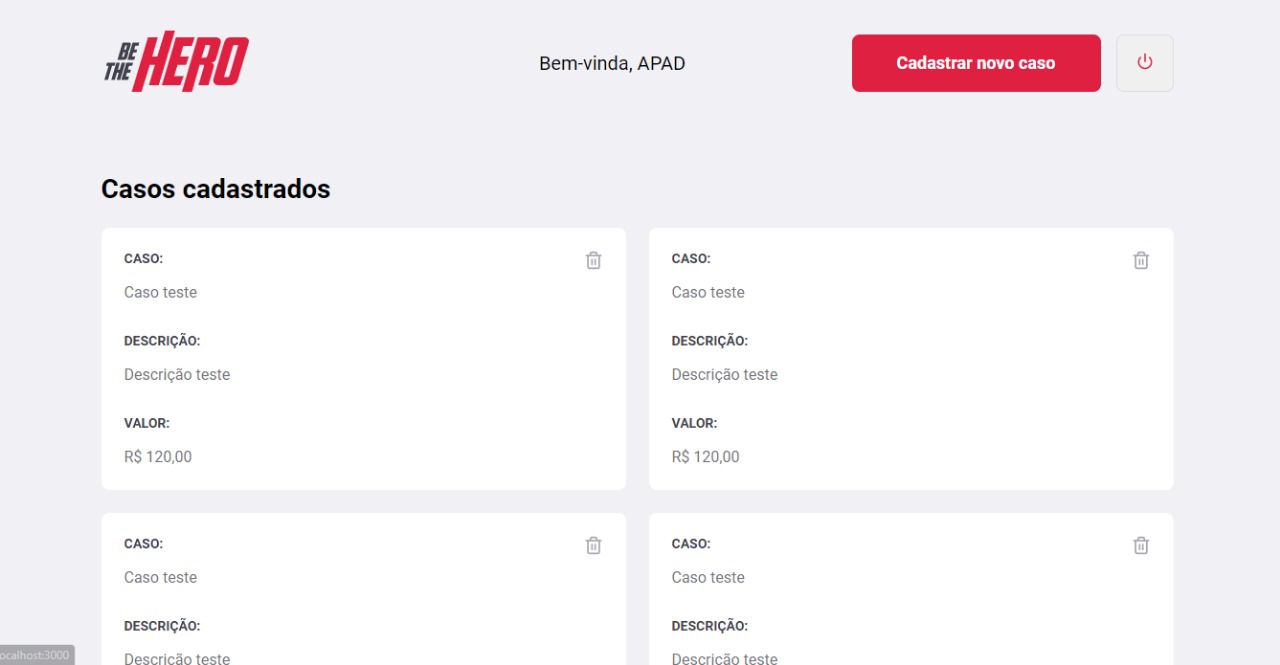 BE THE HERO
Bem-vinda, APAD
Cadastrar novo caso
Casos cadastrados
CASO:
Caso teste
DESCRIÇÃO:
Descrição teste
VALOR:
R$ 120,00
CASO:
Caso teste
DESCRIÇÃO:
Descrição teste
VALOR:
R$ 120,00
CASO:
Caso teste
DESCRIÇÃO:
Descrição teste
CASO:
Caso teste
DESCRIÇÃO:
Descrição teste
ocalhost:3000